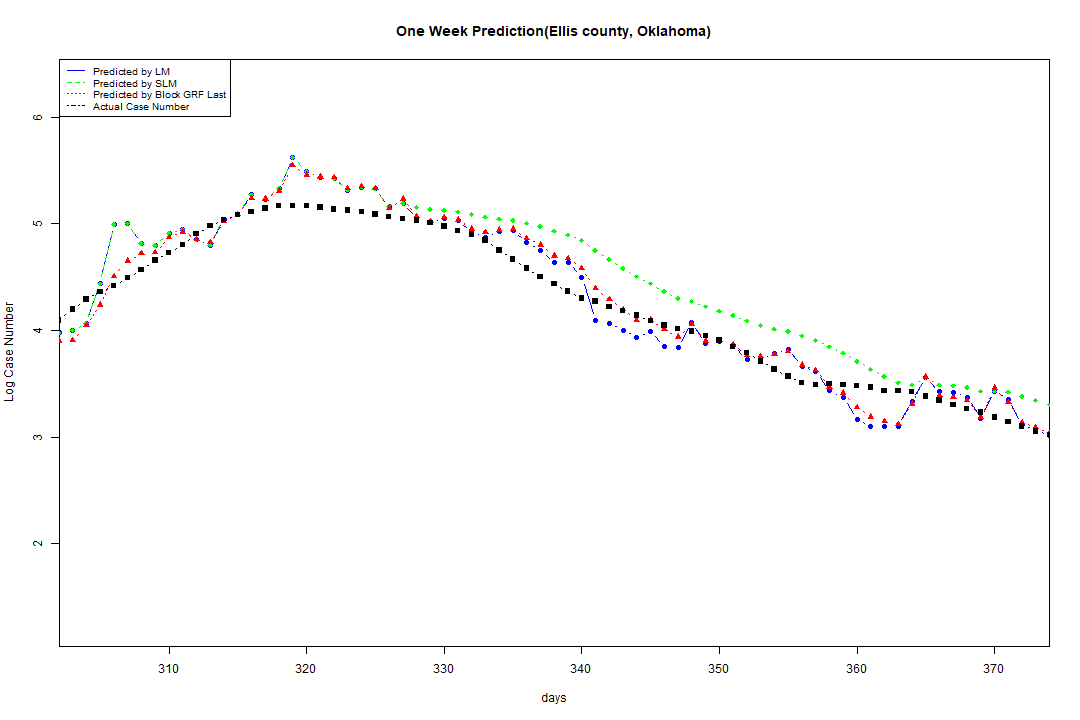 One Week Prediction(Ellis county, Oklahoma)
Predicted by LM
Predicted by SLM
Predicted by Block GRF Last
Actual Case Number
6
5
4
3
2
Log Case Number
310 320 330 340 350 360 370
days